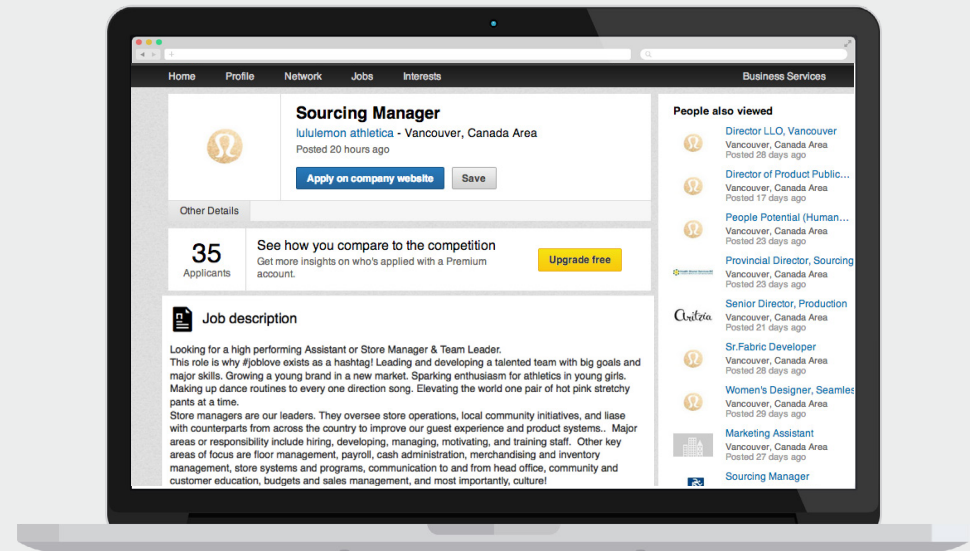 Home Profile Network Jobs Interests Business Services
Sourcing Manager
lululemon athletica - Vancouver, Canada Area
Posted 20 hours ago
Apply on company website Save
Other Details
35
Applicants
See how you compare to the competition
Get more insights on who's applied with a Premium
account.
Upgrade free
Job description
Looking for a high performing Assistant or Store Manager & Team Leader.
This role is why #joblove exists as a hashtag! Leading and developing a talented team with big goals and
major skills. Growing a young brand in a new market. Sparking enthusiasm for athletics in young girls.
Making up dance routines to every one direction song. Elevating the world one pair of hot pink stretchy
pants at a time.
Store managers are our leaders. They oversee store operations, local community initiatives, and liase
with counterparts from across the country to improve our guest experience and product systems.. Major
areas or responsibility include hiring, developing, managing, motivating, and training staff. Other key
areas of focus are floor management, payroll, cash administration, merchandising and inventory
management, store systems and programs, communication to and from head office, community and
customer education, budgets and sales management, and most importantly, culture!
People also viewed
Director LLO, Vancouver
Vancouver, Canada Area
Posted 28 days ago
Director of Product Public...
Vancouver, Canada Area
Posted 17 days ago
People Potential (Human...
Vancouver, Canada Area
Posted 23 days ago
Provincial Director, Sourcing
Vancouver, Canada Area
Posted 23 days ago
Aritzia
Senior Director, Production
Vancouver, Canada Area
Posted 21 days ago
Sr.Fabric Developer
Vancouver, Canada Area
Posted 28 days ago
Women's Designer, Seamles
Vancouver, Canada Area
Posted 29 days ago
Marketing Assistant
Vancouver, Canada Area
Posted 27 days ago
Sourcing Manager